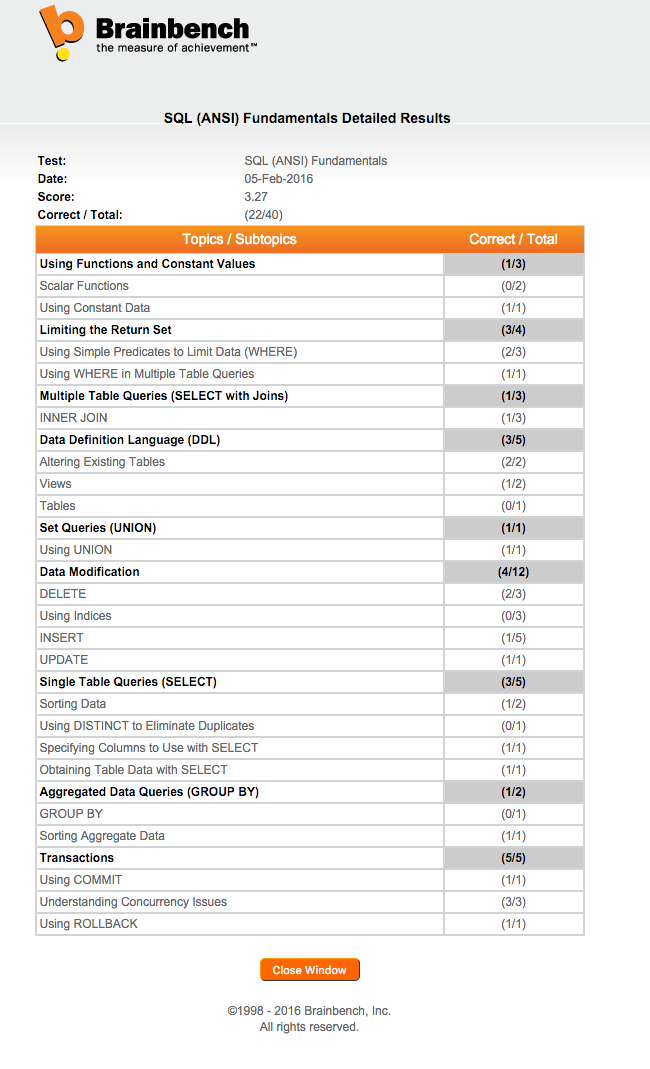 Brainbench
the measure of achievement™
SQL (ANSI) Fundamentals Detailed Results
Test: SQL (ANSI) Fundamentals
Date: 05-Feb-2016
Score: 3.27
Correct / Total: (22/40)
Topics / Subtopics Correct / Total
Using Functions and Constant Values (1/3)
Scalar Functions (0/2)
Using Constant Data (1/1)
Limiting the Return Set (3/4)
Using Simple Predicates to Limit Data (WHERE) (2/3)
Using WHERE in Multiple Table Queries (1/1)
Multiple Table Queries (SELECT with Joins) (1/3)
INNER JOIN (1/3)
Data Definition Language (DDL) (3/5)
Altering Existing Tables (2/2)
Views (1/2)
Tables (0/1)
Set Queries (UNION) (1/1)
Using UNION (1/1)
Data Modification (4/12)
DELETE (2/3)
Using Indices (0/3)
INSERT (1/5)
UPDATE (1/1)
Single Table Queries (SELECT) (3/5)
Sorting Data (1/2)
Using DISTINCT to Eliminate Duplicates (0/1)
Specifying Columns to Use with SELECT (1/1)
Obtaining Table Data with SELECT (1/1)
Aggregated Data Queries (GROUP BY) (1/2)
GROUP BY (0/1)
Sorting Aggregate Data (1/1)
Transactions (5/5)
Using COMMIT (1/1)
Understanding Concurrency Issues (3/3)
Using ROLLBACK (1/1)
Close Window
©1998 - 2016 Brainbench, Inc.
All rights reserved.